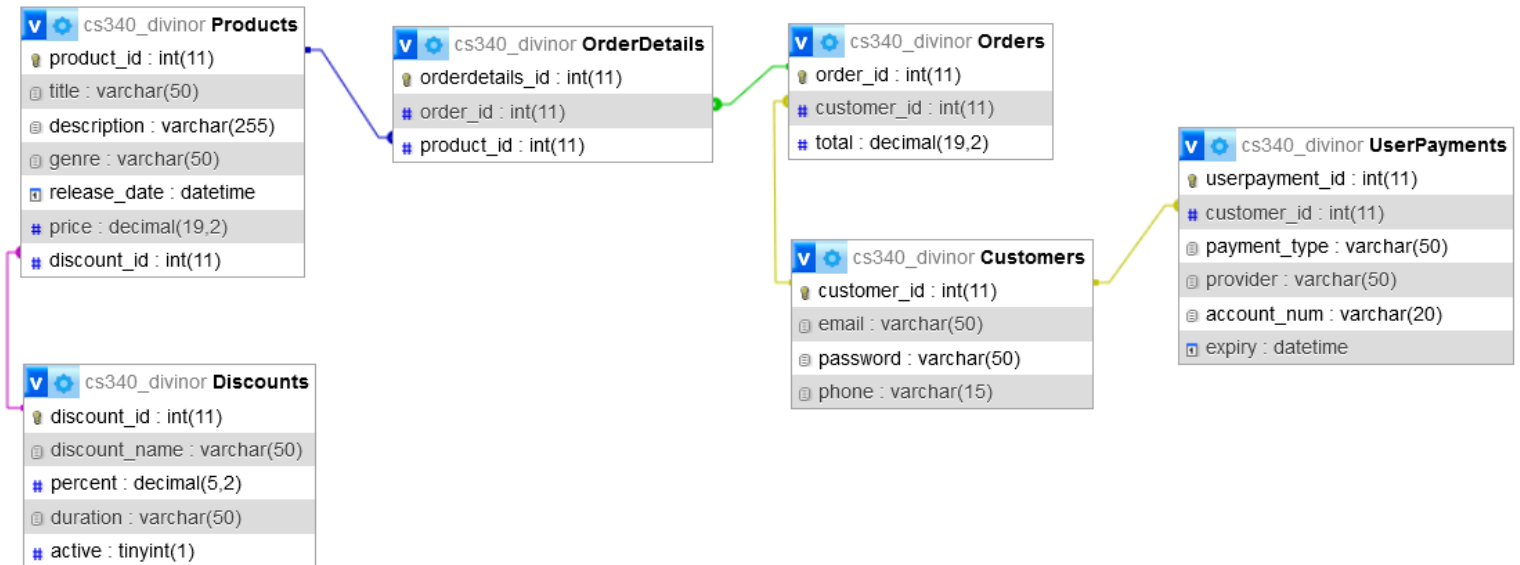 v cs340_divinor Products
product_id : int(11)
title : varchar(50)
description : varchar(255)
genre : varchar(50)
release_date : datetime
# price : decimal(19,2)
# discount_id : int(11)
v cs340_divinor OrderDetails
orderdetails_id : int(11)
# order_id : int(11)
# product_id : int(11)
v cs340_divinor Orders
order_id : int(11)
# customer_id : int(11)
# total : decimal(19,2)
v cs340_divinor UserPayments
userpayment_id : int(11)
# customer_id : int(11)
payment_type : varchar(50)
provider : varchar(50)
account_num : varchar(20)
expiry : datetime
v cs340_divinor Customers
customer_id : int(11)
email : varchar(50)
password : varchar(50)
phone : varchar(15)
v cs340_divinor Discounts
discount_id : int(11)
discount_name : varchar(50)
# percent : decimal(5,2)
duration : varchar(50)
# active : tinyint(1)